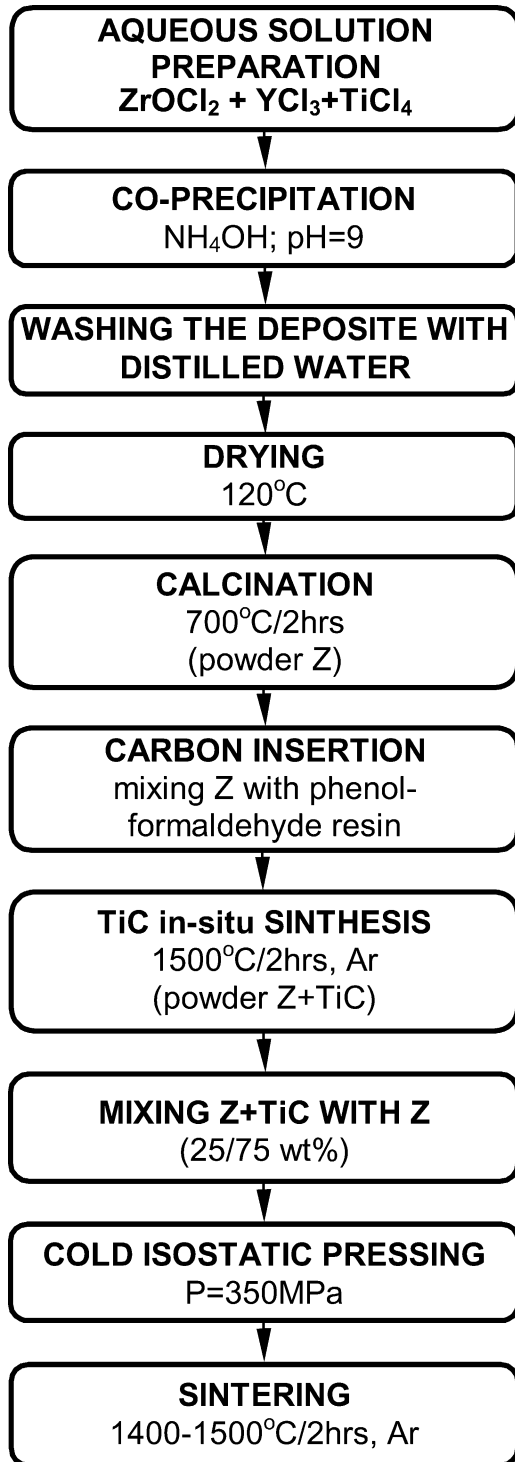 AQUEOUS SOLUTION
PREPARATION
ZrOCl₂ + YCl₃+TiCl₄
CO-PRECIPITATION
NH₄OH; pH=9
WASHING THE DEPOSITE WITH
DISTILLED WATER
DRYING
120°C
CALCINATION
700°C/2hrs
(powder Z)
CARBON INSERTION
mixing Z with phenol-
formaldehyde resin
TiC in-situ SINTHESIS
1500°C/2hrs, Ar
(powder Z+TiC)
MIXING Z+TiC WITH Z
(25/75 wt%)
COLD ISOSTATIC PRESSING
P=350MPa
SINTERING
1400-1500°C/2hrs, Ar